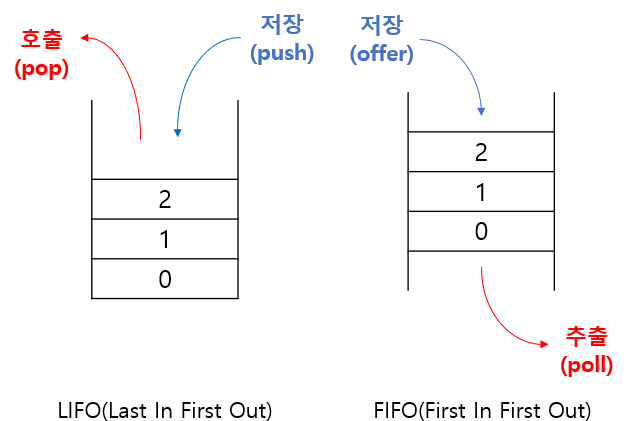 호출
(pop)
저장
(push)
2
1
0
LIFO(Last In First Out)
저장
(offer)
2
1
0
추출
(poll)
FIFO(First In First Out)